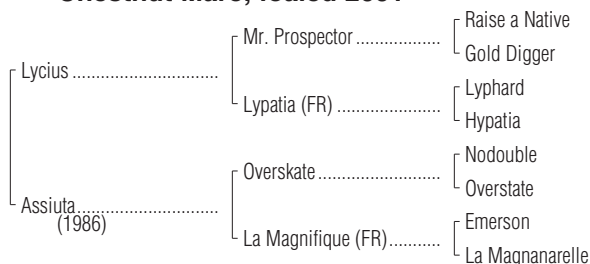 Chestnut Mare; foaled
Raise a Native
Mr. Prospector ...................
Gold Digger
Lycius .................................
Lyphard
Lypatia (FR) .......................
Hypatia
Nodouble
Overskate............................
Overstate
Assiuta................................
(1986)
Emerson
La Magnifique (FR)...........
La Magnanarelle